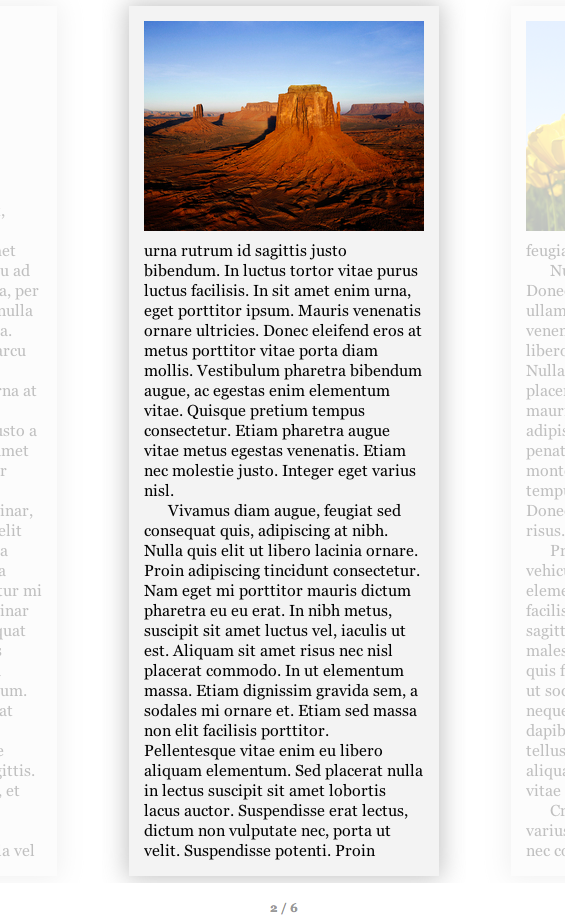 urna rutrum id sagittis justo
bibendum. In luctus tortor vitae purus
luctus facilisis. In sit amet enim urna,
eget porttitor ipsum. Mauris venenatis
ornare ultricies. Donec eleifend eros at
metus porttitor vitae porta diam
mollis. Vestibulum pharetra bibendum
augue, ac egestas enim elementum
vitae. Quisque pretium tempus
consectetur. Etiam pharetra augue
vitae metus egestas venenatis. Etiam
nec molestie justo. Integer eget varius
nisl.
Vivamus diam augue, feugiat sed
consequat quis, adipiscing at nibh.
Nulla quis elit ut libero lacinia ornare.
Proin adipiscing tincidunt consectetur.
Nam eget mi porttitor mauris dictum
pharetra eu eu erat. In nibh metus,
suscipit sit amet luctus vel, iaculis ut
est. Aliquam sit amet risus nec nisl
placerat commodo. In ut elementum
massa. Etiam dignissim gravida sem, a
sodales mi ornare et. Etiam sed massa
non elit facilisis porttitor.
Pellentesque vitae enim eu libero
aliquam elementum. Sed placerat nulla
in lectus suscipit sit amet lobortis
lacus auctor. Suspendisse erat lectus,
dictum non vulputate nec, porta ut
velit. Suspendisse potenti. Proin
2 / 6